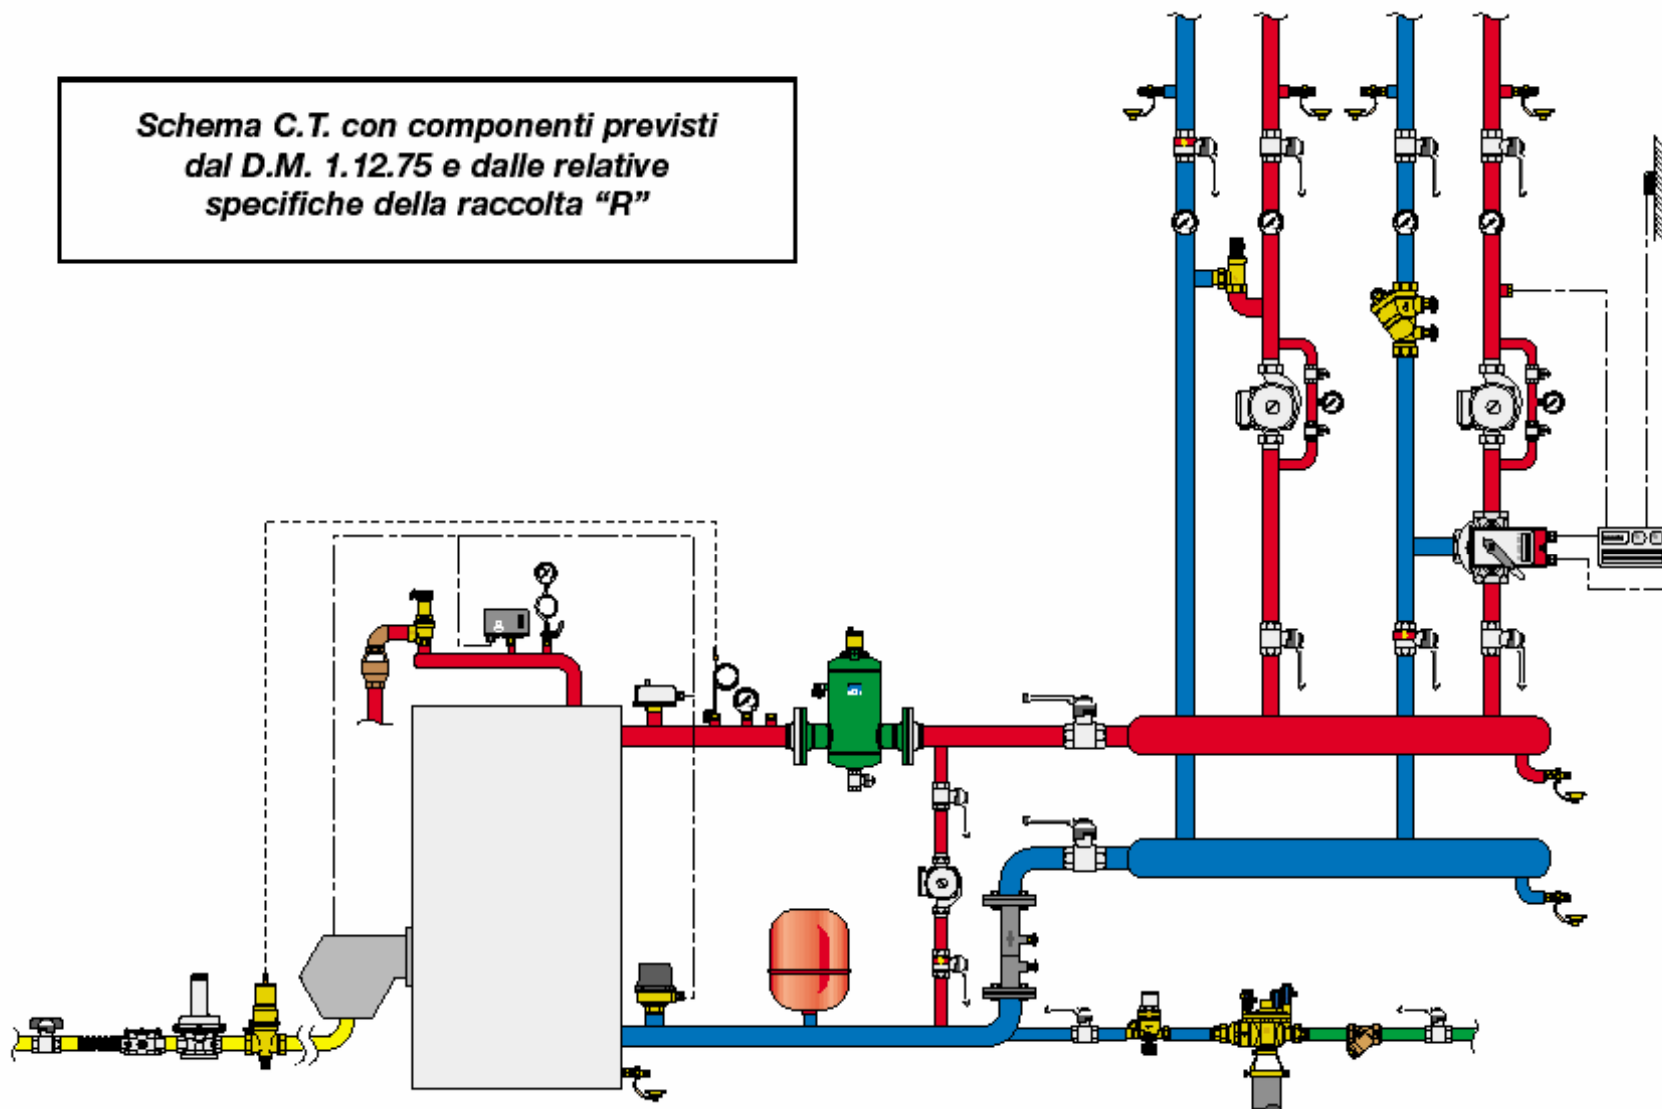 Schema C.T. con componenti previsti
dal D.M. 1.12.75 e dalle relative
specifiche della raccolta “R”